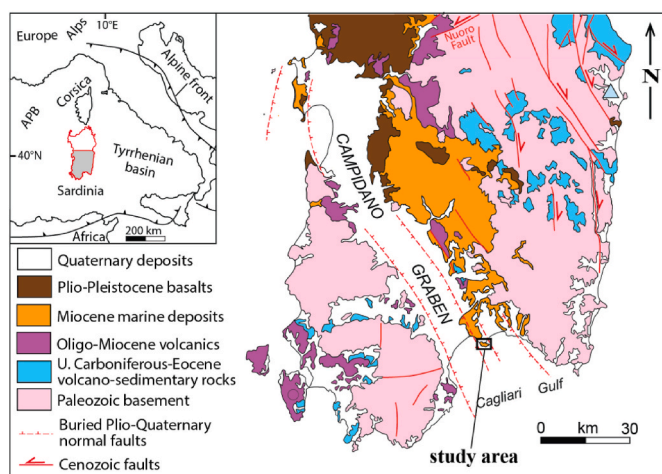 10°E
Europe
Alps
Alpine front
Corsica
APB
40°N
Tyrrhenian
basin
Sardinia
Africa
200 km
Quaternary deposits
Plio-Pleistocene basalts
Miocene marine deposits
Oligo-Miocene volcanics
U. Carboniferous-Eocene
volcano-sedimentary rocks
Paleozoic basement
Buried Plio-Quaternary
normal faults
Cenozoic faults
Nuoro
Fault
N
CAMPIDANO
GRABEN
Cagliari Gulf
study area
km
0 30